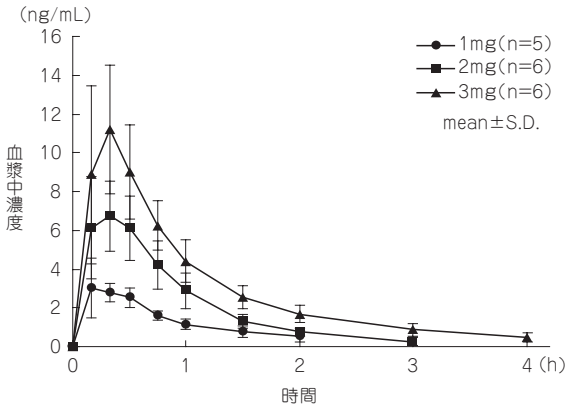 (ng/mL)
16
14
12
10
8
6
4
2
0
血漿中濃度
1mg(n=5)
2mg(n=6)
3mg(n=6)
mean±S.D.
0 1 2 3 4 (h)
時間